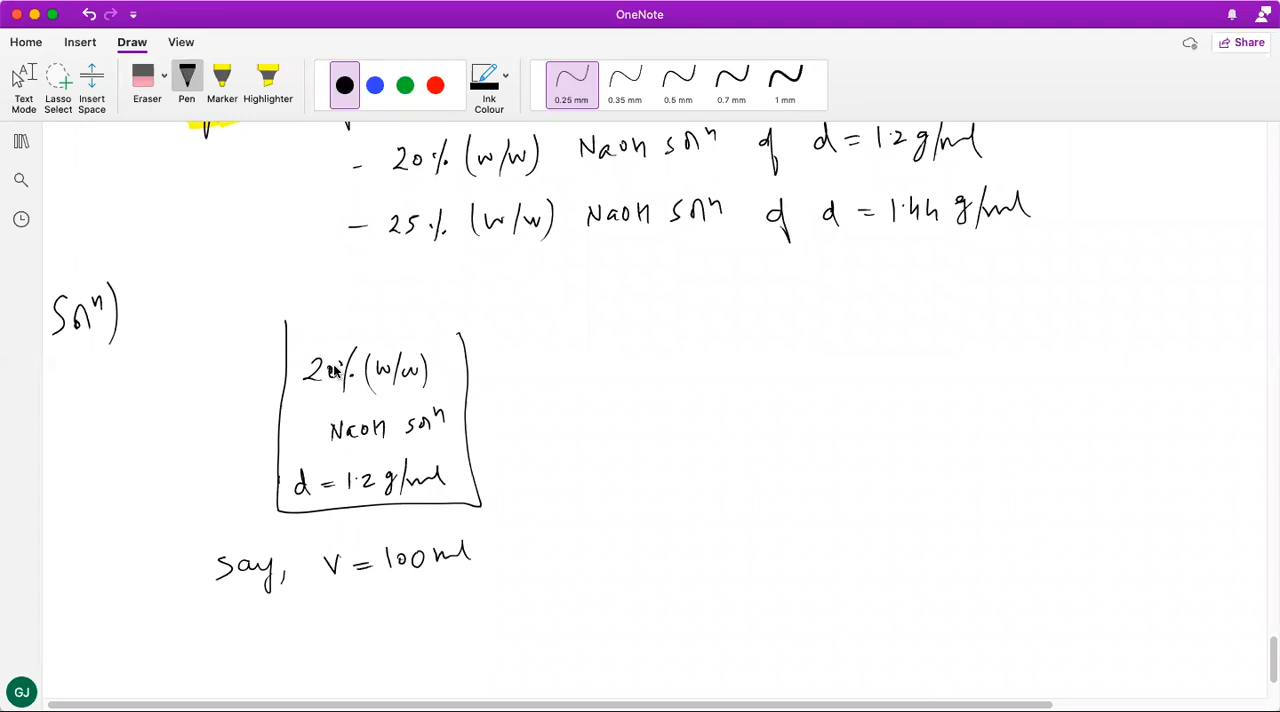 OneNote
Home Insert Draw View
Share
Text Mode
Lasso Select
Insert Space
Eraser
Pen
Marker
Highlighter
Ink Colour
0.25 mm
0.35 mm
0.5 mm
0.7 mm
1 mm
- 20% (w/w) NaOH solⁿ of d = 1.2 g/ml
- 25% (w/w) NaOH solⁿ of d = 1.44 g/ml
Solⁿ)
20% (w/w)
NaOH solⁿ
d = 1.2 g/ml
Say, V = 100 ml
GJ